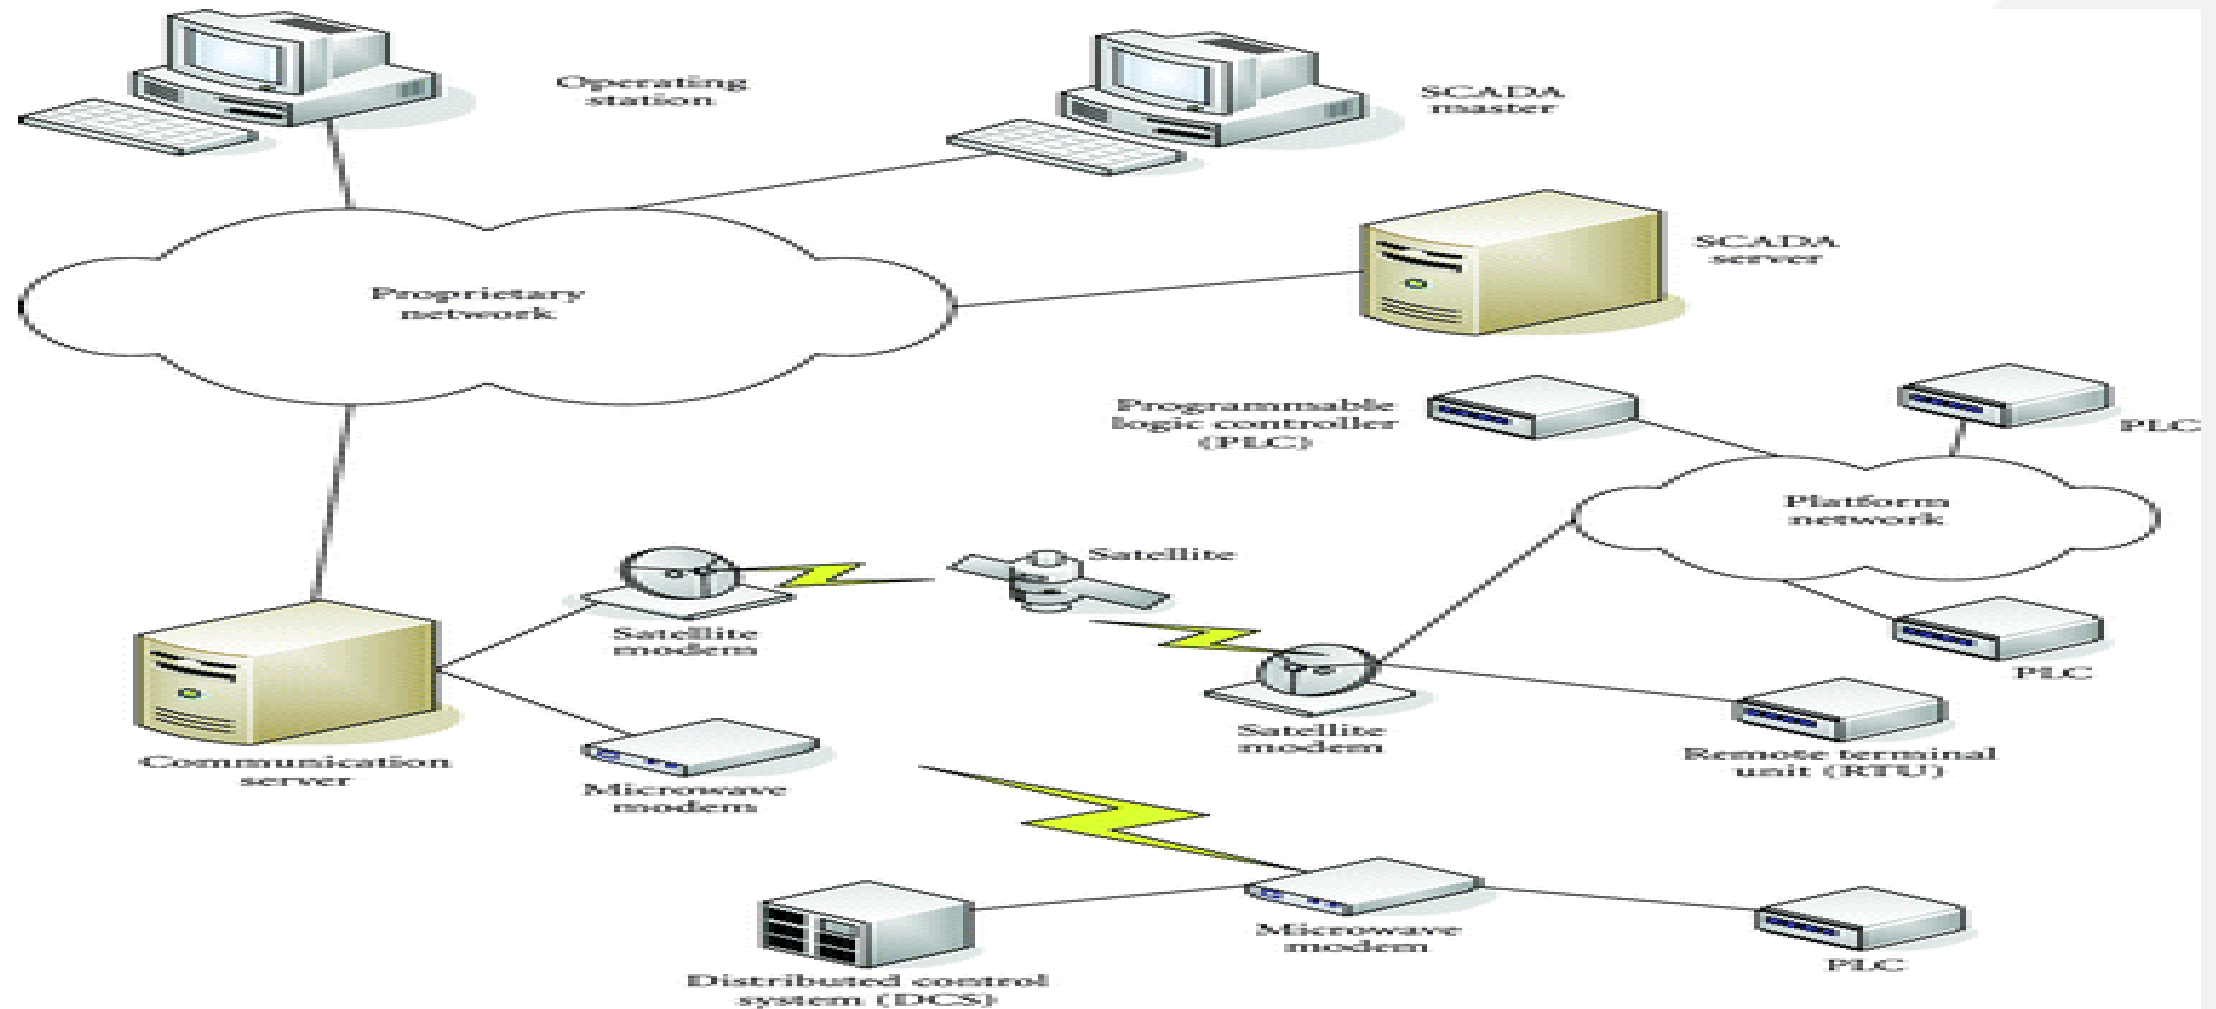 Operating
station
SCADA
master
SCADA
server
Proprietary
network
Programmable
logic controller
(PLC)
PLC
Platform
network
Satellite
Satellite
modem
PLC
Satellite
modem
Remote terminal
unit (RTU)
Communication
server
Microwave
modem
Microwave
modem
PLC
Distributed control
system (DCS)